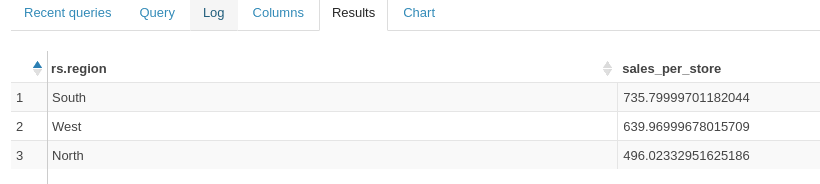 Recent queries Query Log Columns Results Chart
rs.region sales_per_store
1 South 735.79999701182044
2 West 639.96999678015709
3 North 496.02332951625186